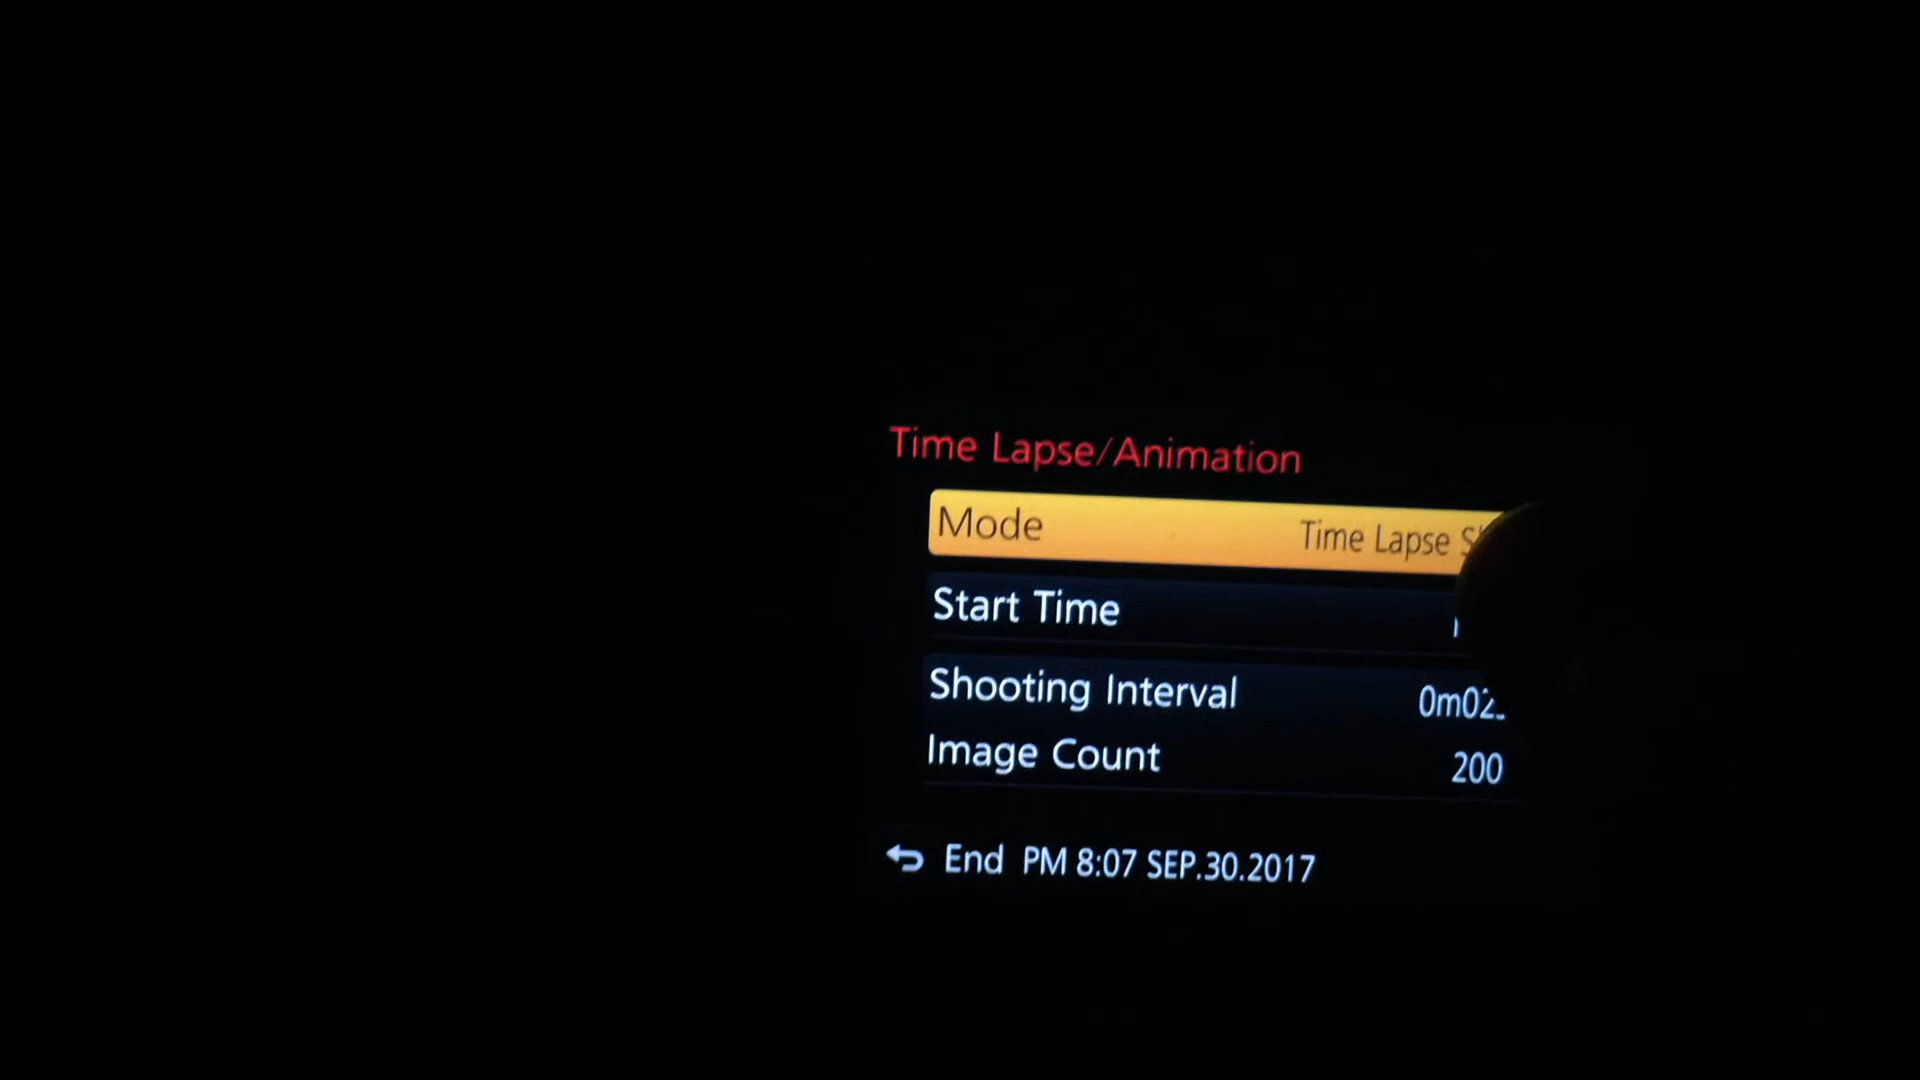 Time Lapse/Animation
Mode Time Lapse
Start Time
Shooting Interval 0m02
Image Count 200
End PM 8:07 SEP.30.2017